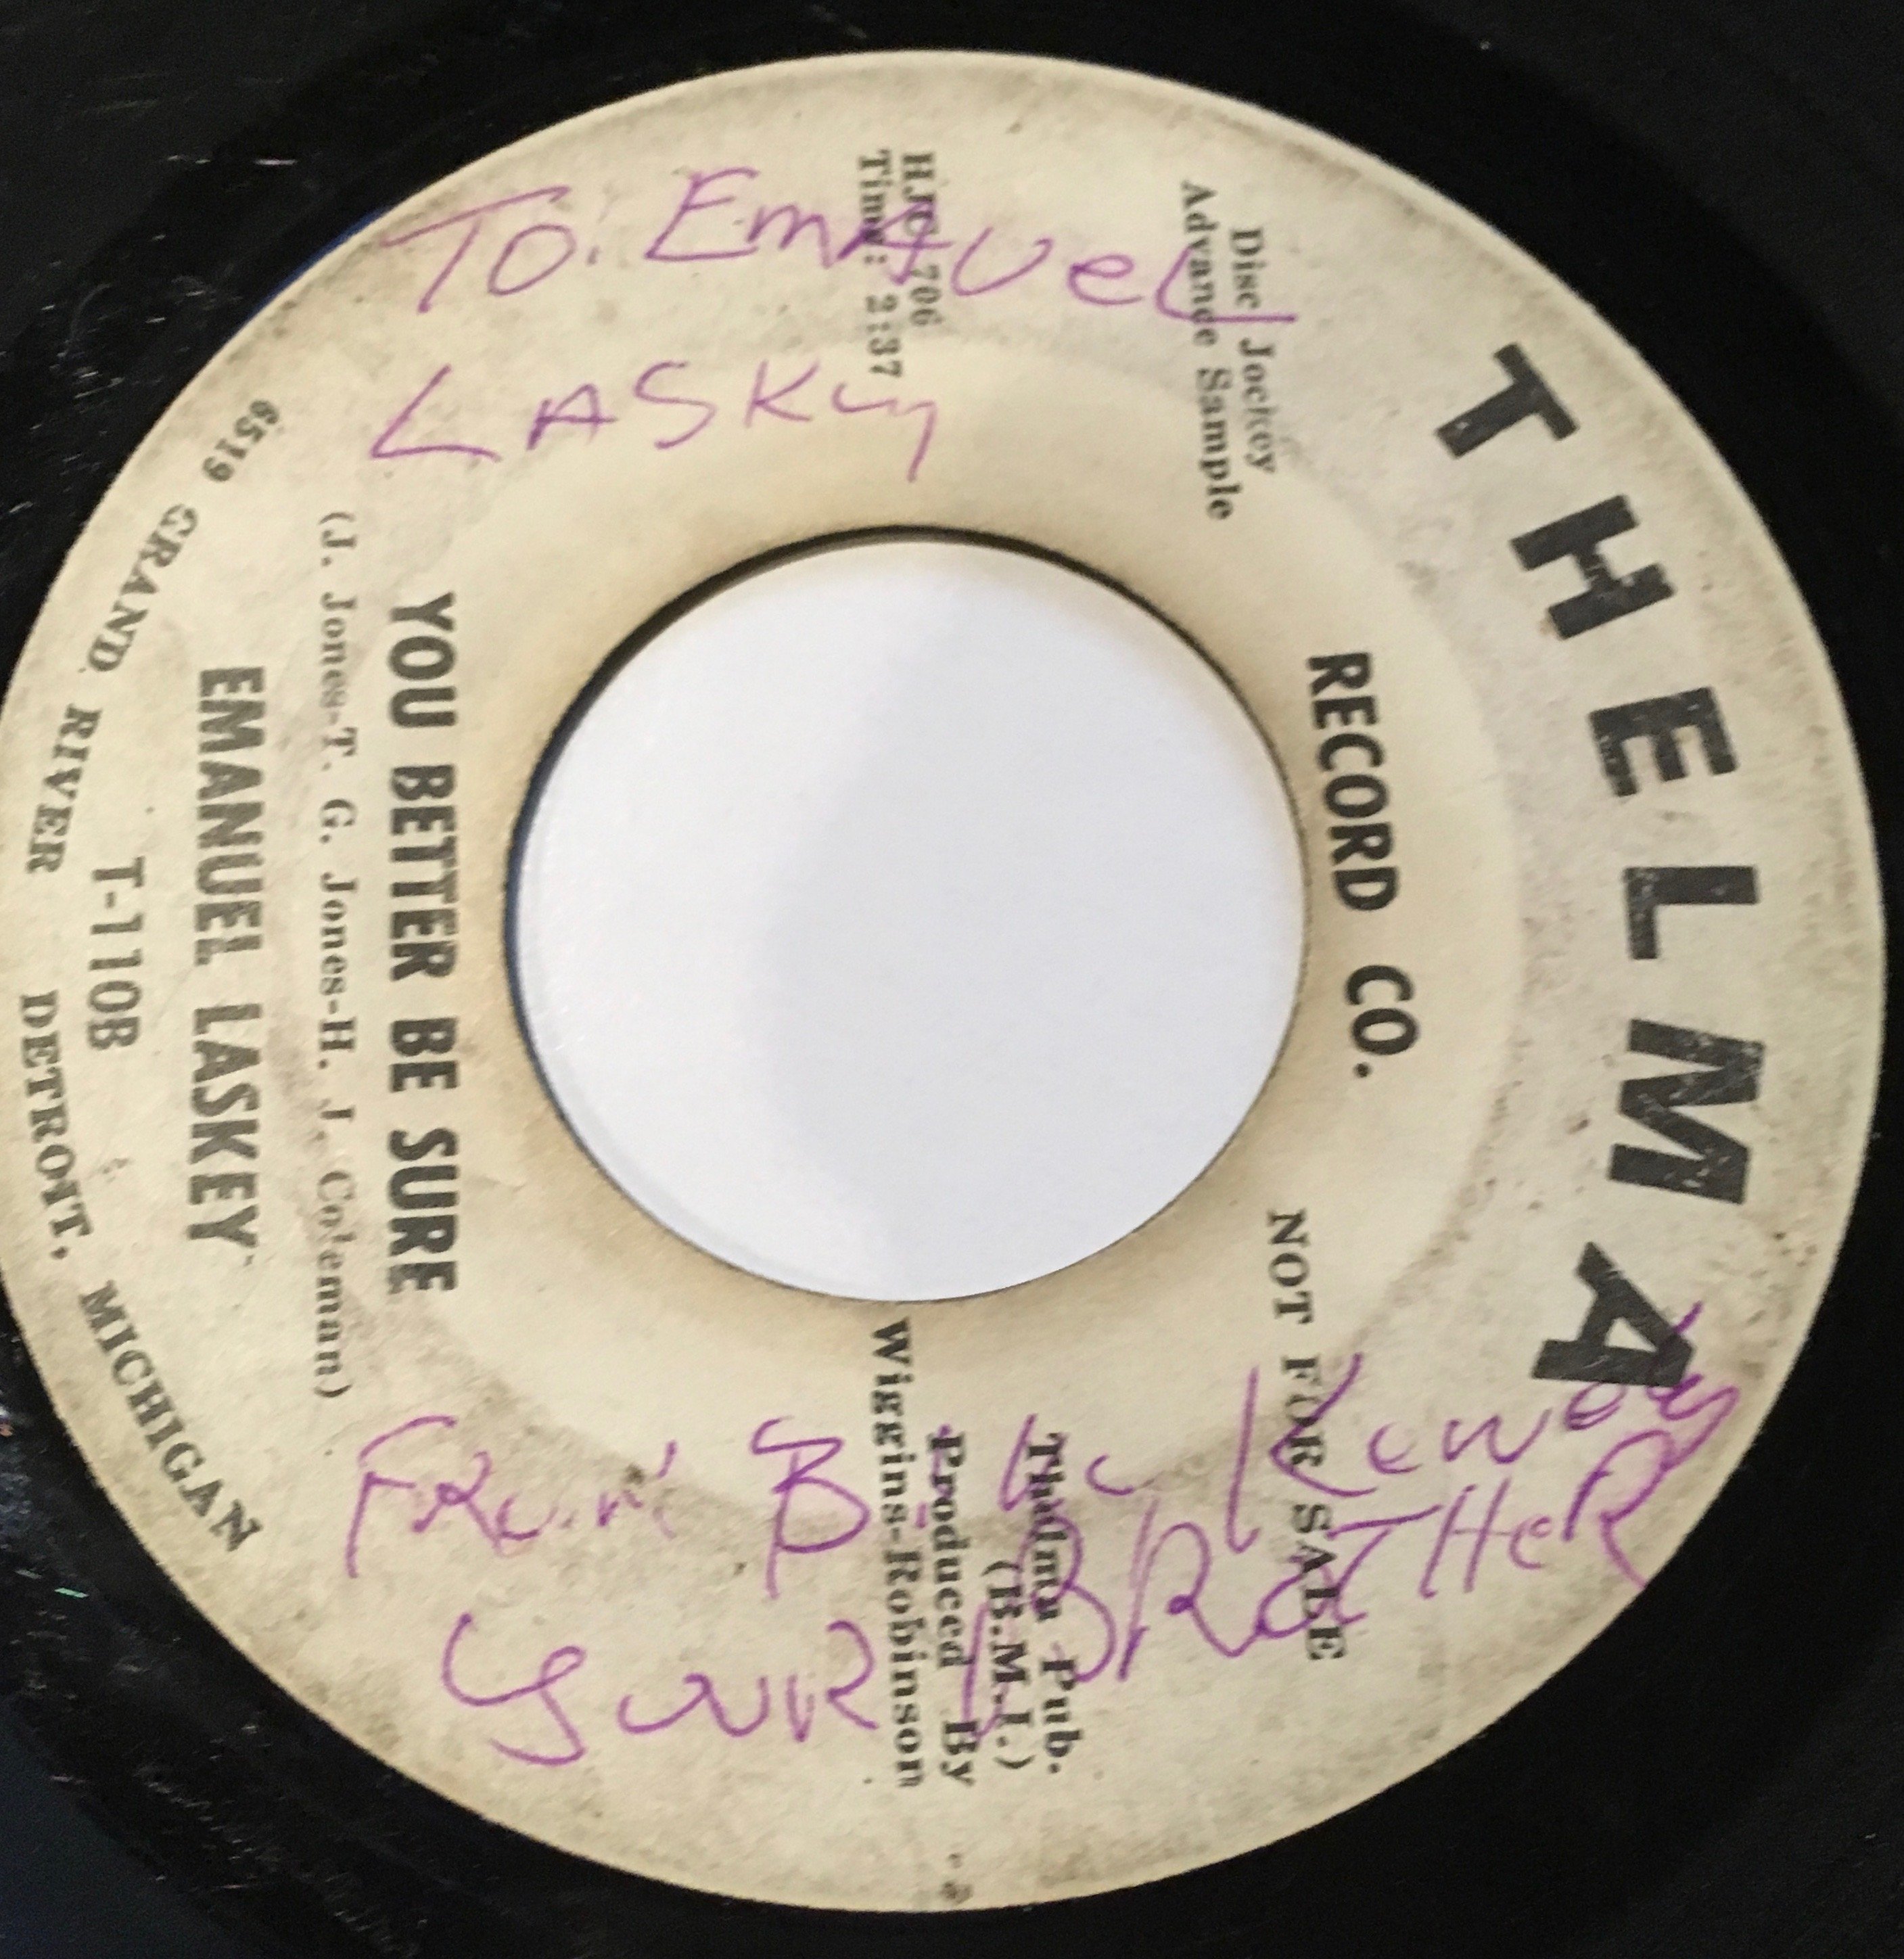 THELMA
RECORD CO.
Disc Jockey
Advance Sample
NOT FOR SALE
706
Time: 2:37
Thelma Pub.
(B.M.I.)
Produced By
Wiggins-Robinson
YOU BETTER BE SURE
(J. Jones-T. G. Jones-H. J. Coleman)
EMANUEL LASKEY
T-110B
6519 GRAND RIVER DETROIT, MICHIGAN
TO: EmAuel
LASKy
FROM
YOUR BROTHeR